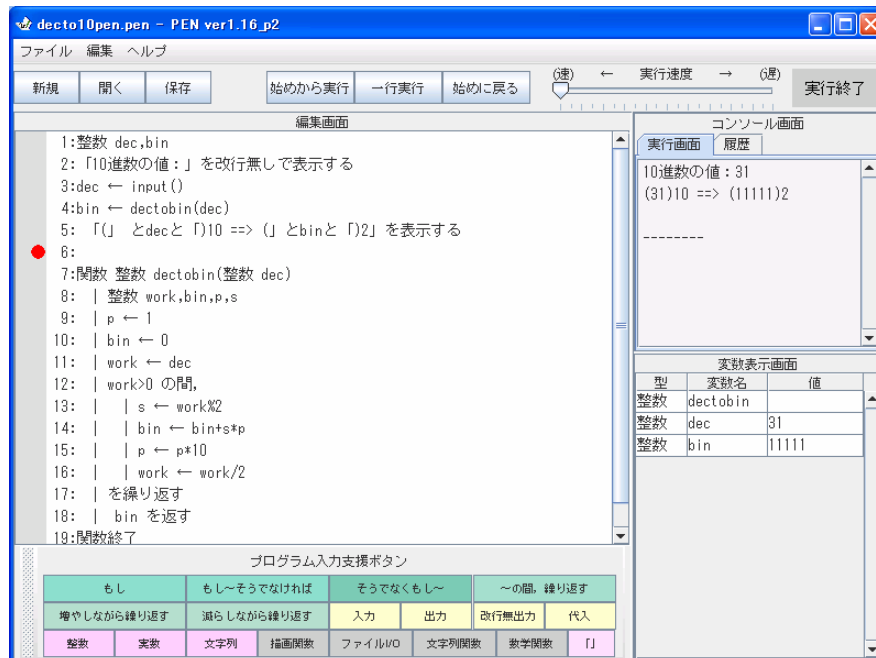 decto10pen.pen - PEN ver1.16_p2
ファイル 編集 ヘルプ
新規 開く 保存 始めから実行 一行実行 始めに戻る (速) ← 実行速度 → (遅) 実行終了
編集画面
1:整数 dec,bin
2:「10進数の値：」を改行無しで表示する
3:dec ← input()
4:bin ← dectobin(dec)
5: 「(」 とdecと「)10 ==> (」とbinと「)2」を表示する
6:
7:関数 整数 dectobin(整数 dec)
8: | 整数 work,bin,p,s
9: | p ← 1
10: | bin ← 0
11: | work ← dec
12: | work>0 の間,
13: | | s ← work%2
14: | | bin ← bin+s*p
15: | | p ← p*10
16: | | work ← work/2
17: | を繰り返す
18: | bin を返す
19:関数終了
コンソール画面
実行画面 履歴
10進数の値：31
(31)10 ==> (11111)2
--------
変数表示画面
型 変数名 値
整数 dectobin
整数 dec 31
整数 bin 11111
プログラム入力支援ボタン
もし もし～そうでなければ そうでなくもし～ ～の間，繰り返す
増やしながら繰り返す 減らしながら繰り返す 入力 出力 改行無出力 代入
整数 実数 文字列 描画関数 ファイルI/O 文字列関数 数学関数 「」